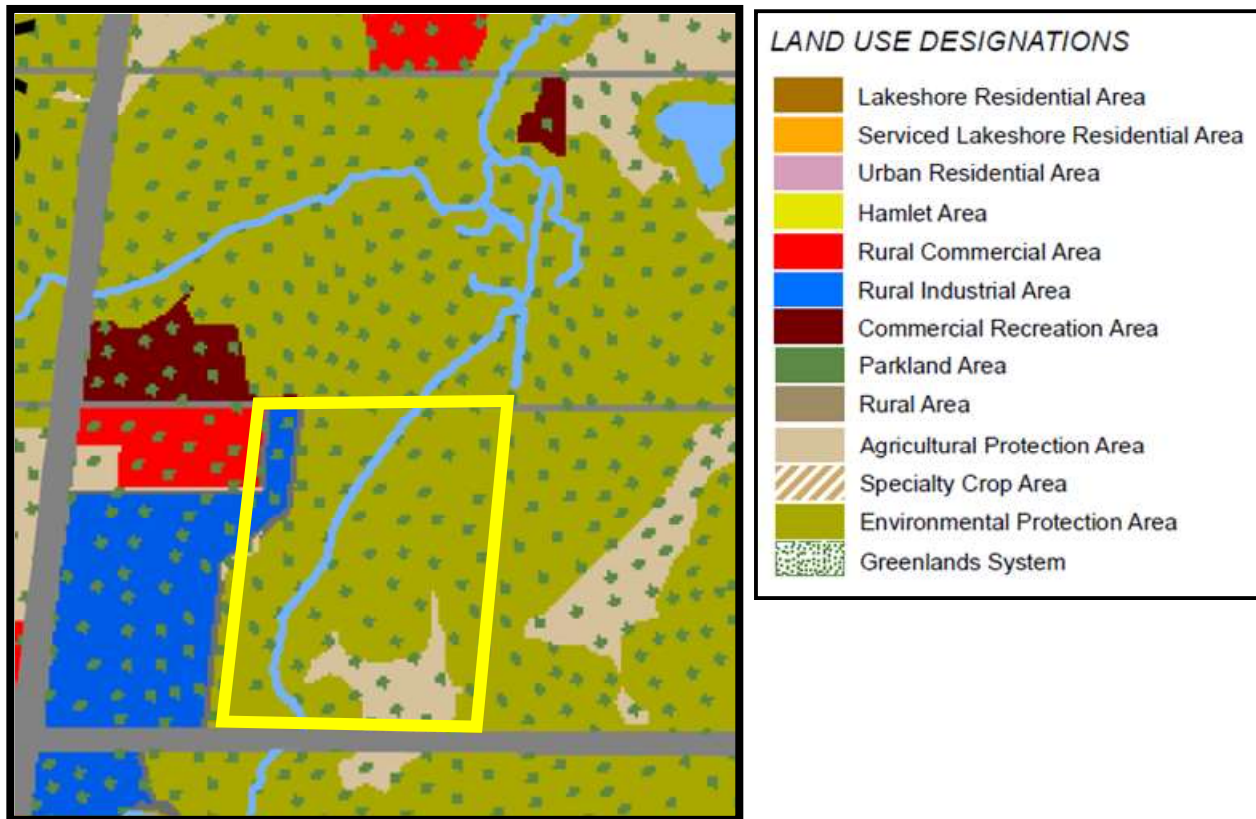 LAND USE DESIGNATIONS
Lakeshore Residential Area
Serviced Lakeshore Residential Area
Urban Residential Area
Hamlet Area
Rural Commercial Area
Rural Industrial Area
Commercial Recreation Area
Parkland Area
Rural Area
Agricultural Protection Area
Specialty Crop Area
Environmental Protection Area
Greenlands System